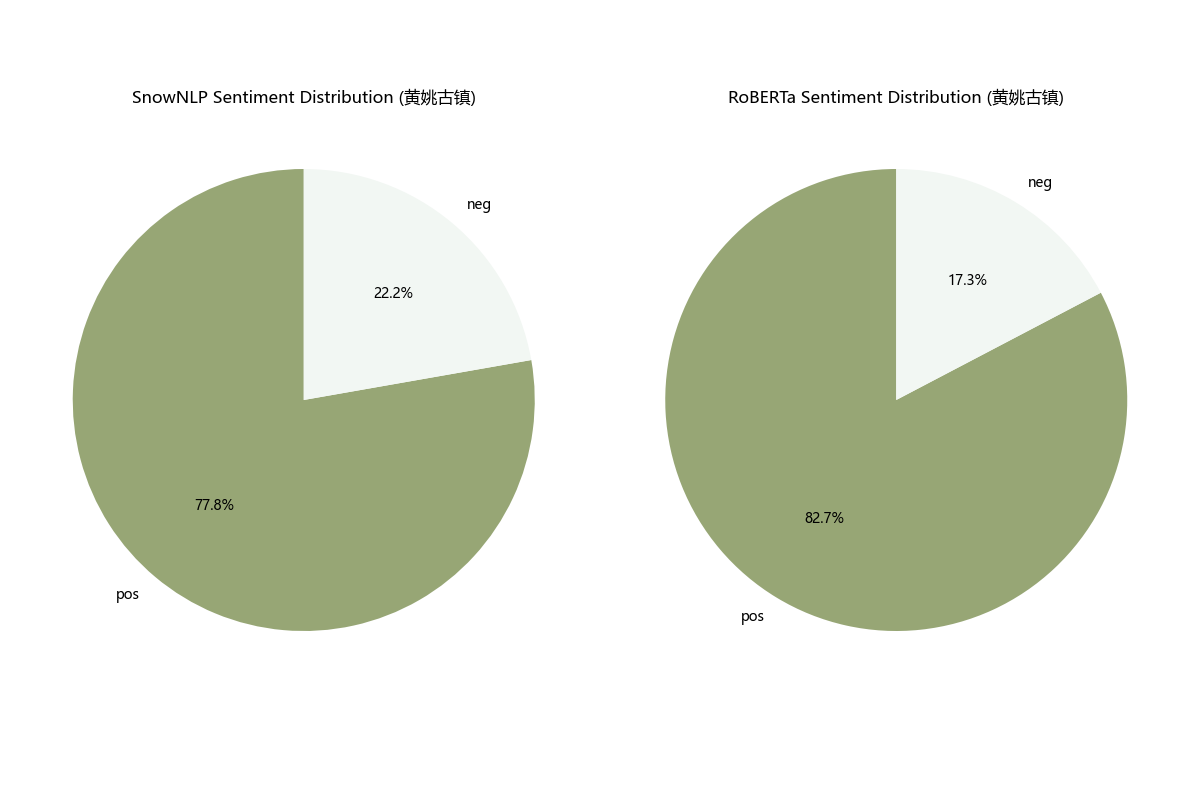 SnowNLP Sentiment Distribution (黄姚古镇)
neg
22.2%
77.8%
pos
RoBERTa Sentiment Distribution (黄姚古镇)
neg
17.3%
82.7%
pos